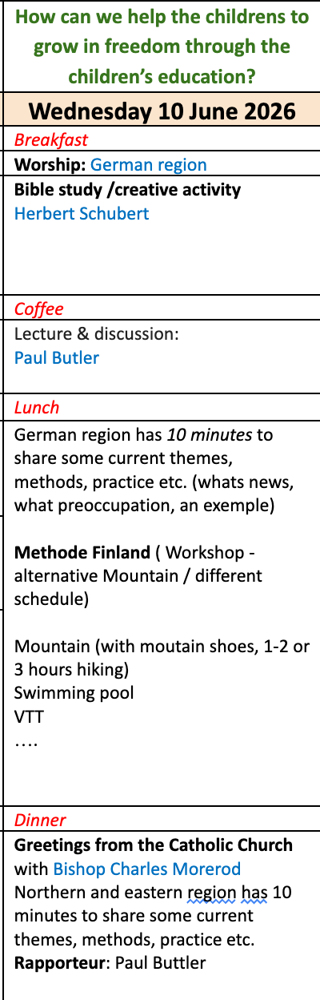 How can we help the childrens to
grow in freedom through the
children’s education?
Wednesday 10 June 2026
Breakfast
Worship: German region
Bible study /creative activity
Herbert Schubert
Coffee
Lecture & discussion:
Paul Butler
Lunch
German region has 10 minutes to
share some current themes,
methods, practice etc. (whats news,
what preoccupation, an exemple)
Methode Finland ( Workshop -
alternative Mountain / different
schedule)
Mountain (with moutain shoes, 1-2 or
3 hours hiking)
Swimming pool
VTT
....
Dinner
Greetings from the Catholic Church
with Bishop Charles Morerod
Northern and eastern region has 10
minutes to share some current
themes, methods, practice etc.
Rapporteur: Paul Buttler